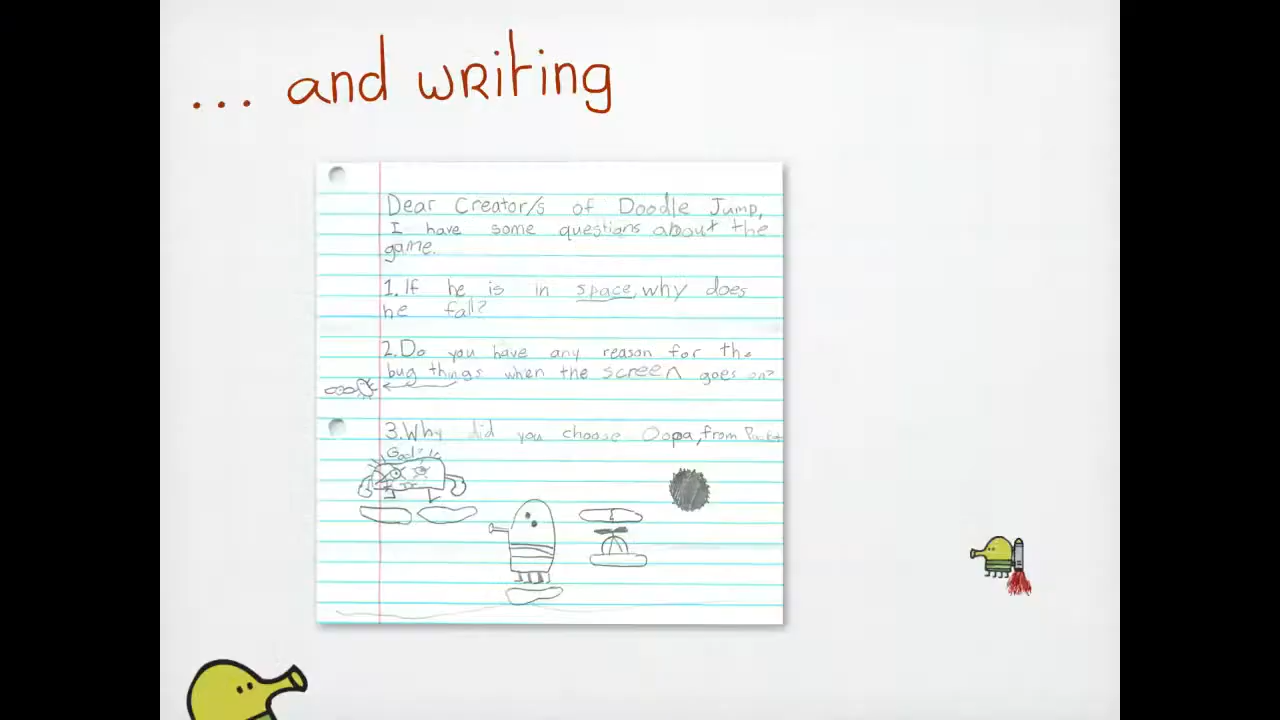 ... and writing
Dear Creator/s of Doodle Jump,
I have some questions about the
game.
1. If he is in space, why does
he fall?
2. Do you have any reason for the
bug things when the screen goes on?
3. Why did you choose Oopa, from Pocket